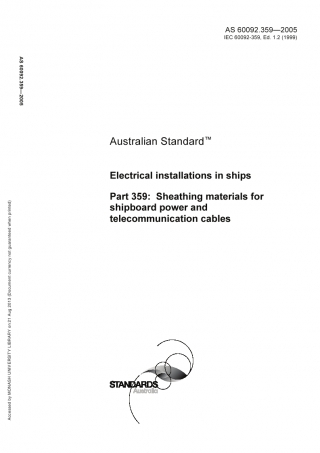 AS 60092.359—2005
IEC 60092-359, Ed. 1.2 (1999)
AS 60092.359—2005
Australian Standard™
Electrical installations in ships
Part 359: Sheathing materials for
shipboard power and
telecommunication cables
Accessed by MONASH UNIVERSITY LIBRARY on 21 Aug 2010 (Document currency not guaranteed when printed)
STANDARDS
Australia